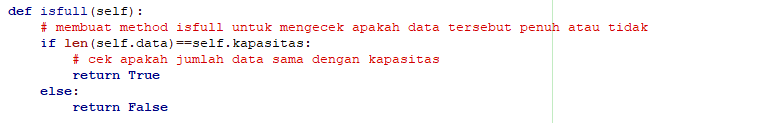 def isfull(self):
    # membuat method isfull untuk mengecek apakah data tersebut penuh atau tidak
    if len(self.data)==self.kapasitas:
        # cek apakah jumlah data sama dengan kapasitas
        return True
    else:
        return False